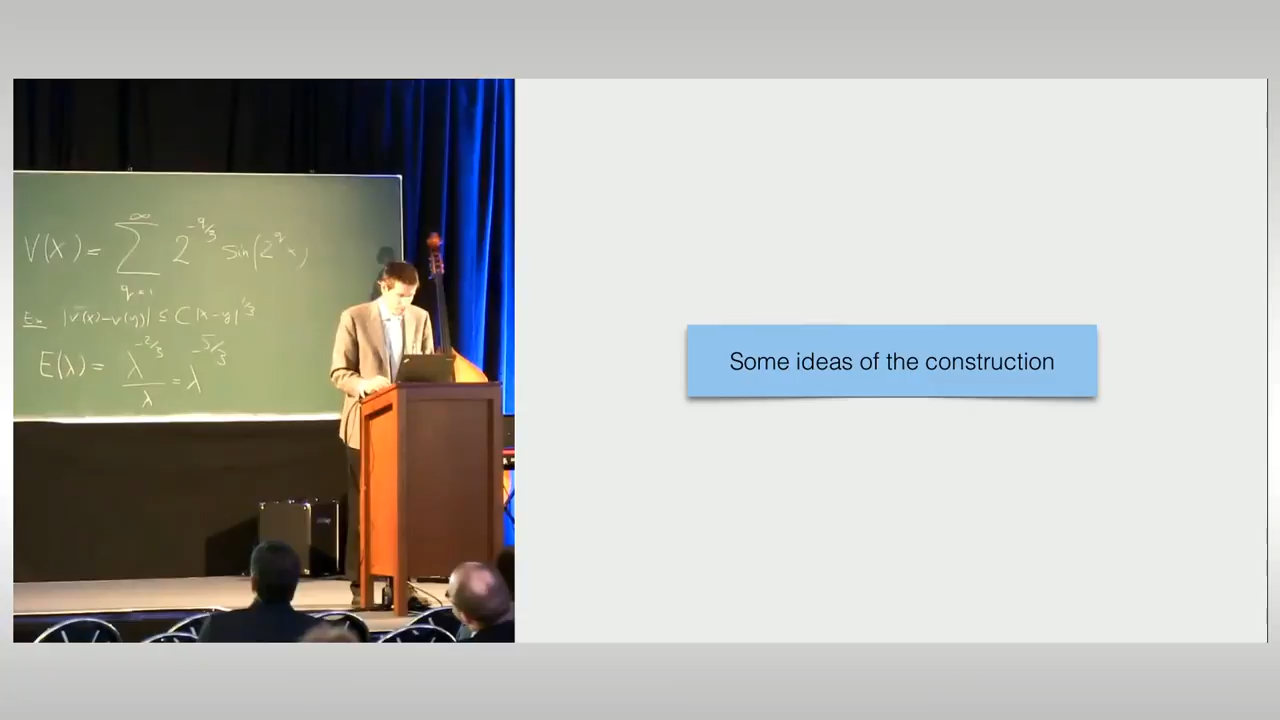 V(x) = ∑_{q=1}^{∞} 2^{-q/3} sin(2^q x)
Ex |v(x)-v(y)| ≤ C|x-y|^{1/3}
E(λ) = λ^{-2/3}/λ = λ^{-5/3}
Some ideas of the construction